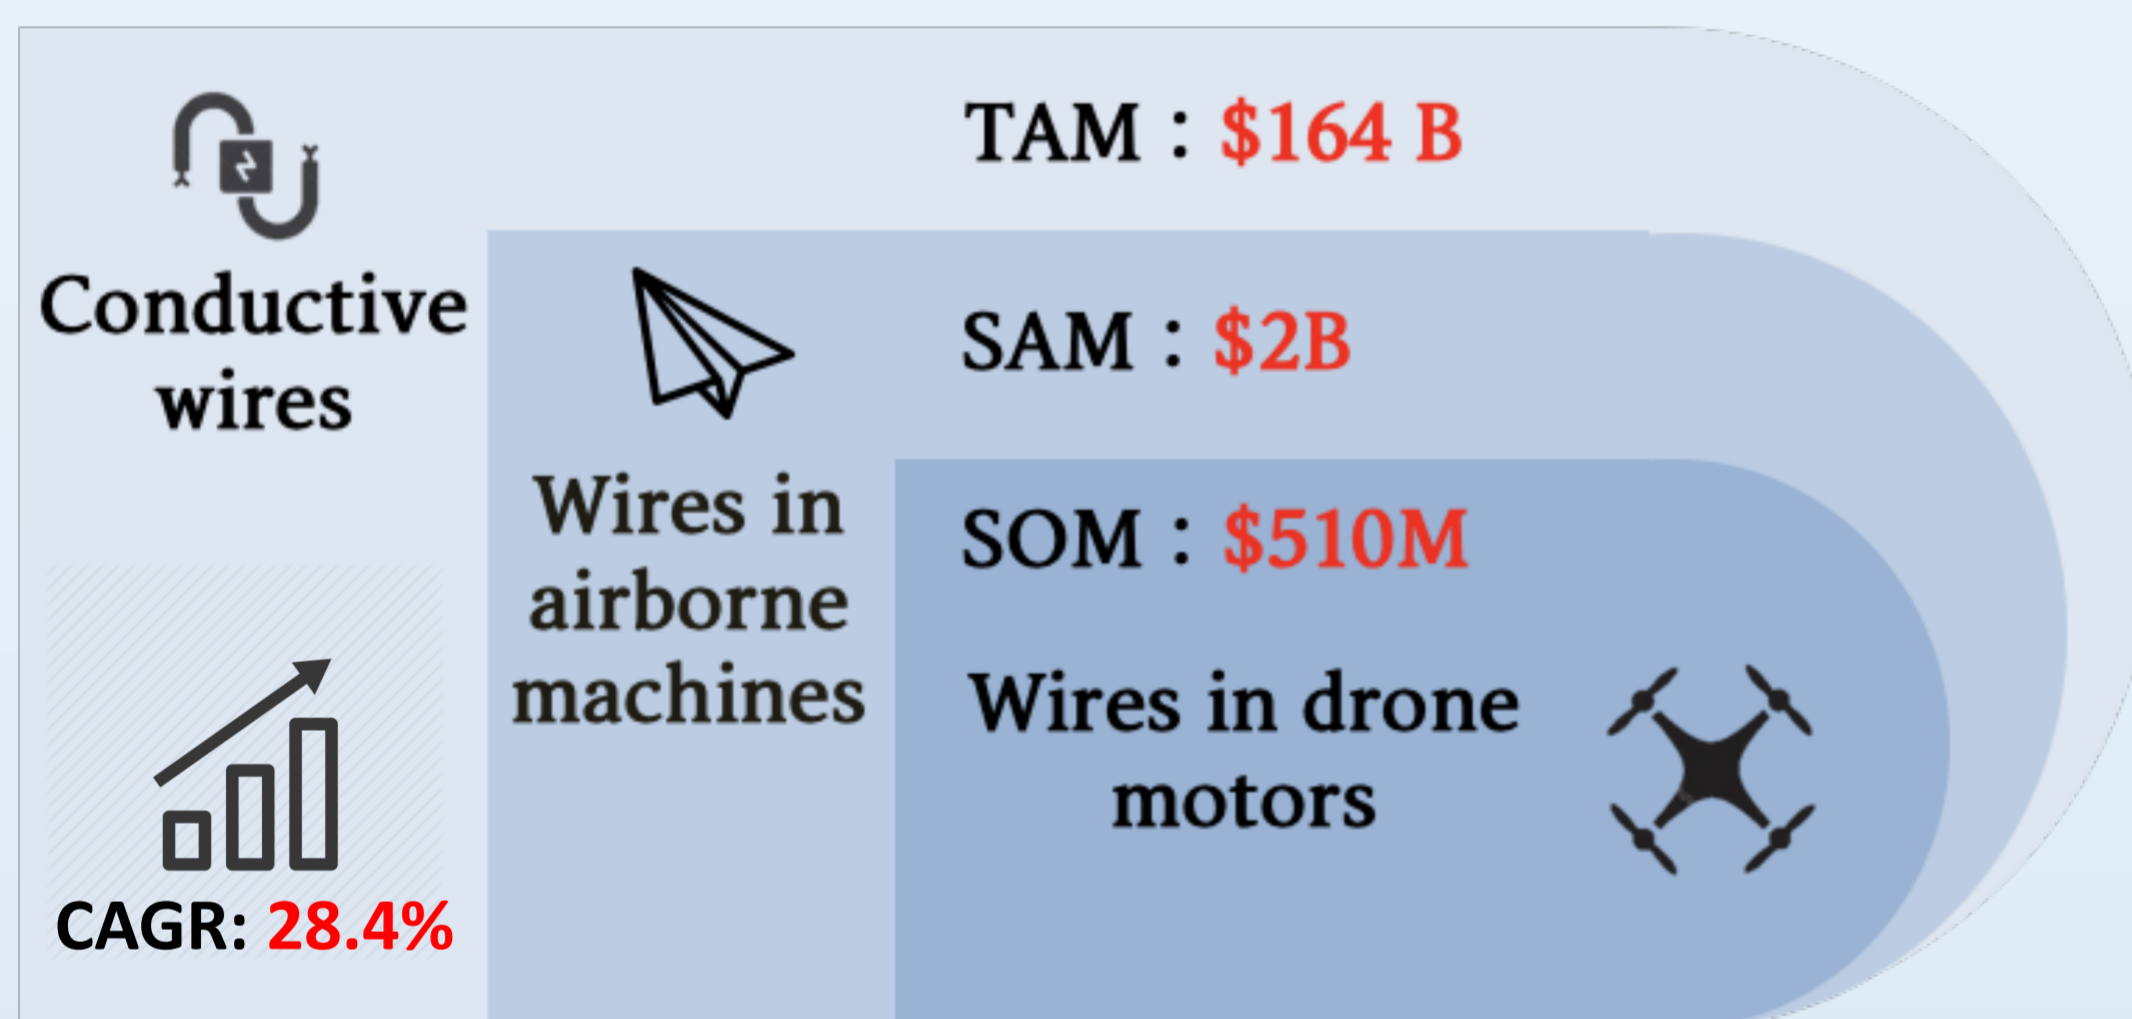 TAM : $164 B
Conductive
wires
SAM : $2B
Wires in
airborne
machines
SOM : $510M
Wires in drone
motors
CAGR: 28.4%